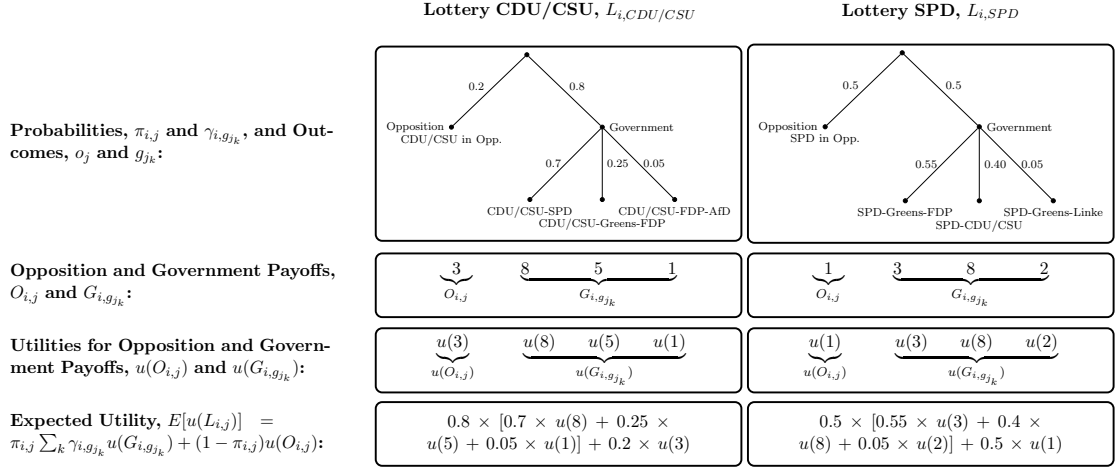 Lottery CDU/CSU, L_{i,CDU/CSU}
Lottery SPD, L_{i,SPD}
Probabilities, π_{i,j} and γ_{i,g_{j_k}}, and Out-
comes, o_j and g_{j_k}:
0.2
0.8
Opposition
CDU/CSU in Opp.
Government
0.7
0.25
0.05
CDU/CSU-SPD
CDU/CSU-Greens-FDP
CDU/CSU-FDP-AfD
0.5
0.5
Opposition
SPD in Opp.
Government
0.55
0.40
0.05
SPD-Greens-FDP
SPD-CDU/CSU
SPD-Greens-Linke
Opposition and Government Payoffs,
O_{i,j} and G_{i,g_{j_k}}:
3 8 5 1
O_{i,j} G_{i,g_{j_k}}
1 3 8 2
O_{i,j} G_{i,g_{j_k}}
Utilities for Opposition and Govern-
ment Payoffs, u(O_{i,j}) and u(G_{i,g_{j_k}}):
u(3) u(8) u(5) u(1)
u(O_{i,j}) u(G_{i,g_{j_k}})
u(1) u(3) u(8) u(2)
u(O_{i,j}) u(G_{i,g_{j_k}})
Expected Utility, E[u(L_{i,j})] =
π_{i,j} ∑_k γ_{i,g_{j_k}} u(G_{i,g_{j_k}}) + (1 − π_{i,j})u(O_{i,j}):
0.8 × [0.7 × u(8) + 0.25 ×
u(5) + 0.05 × u(1)] + 0.2 × u(3)
0.5 × [0.55 × u(3) + 0.4 ×
u(8) + 0.05 × u(2)] + 0.5 × u(1)